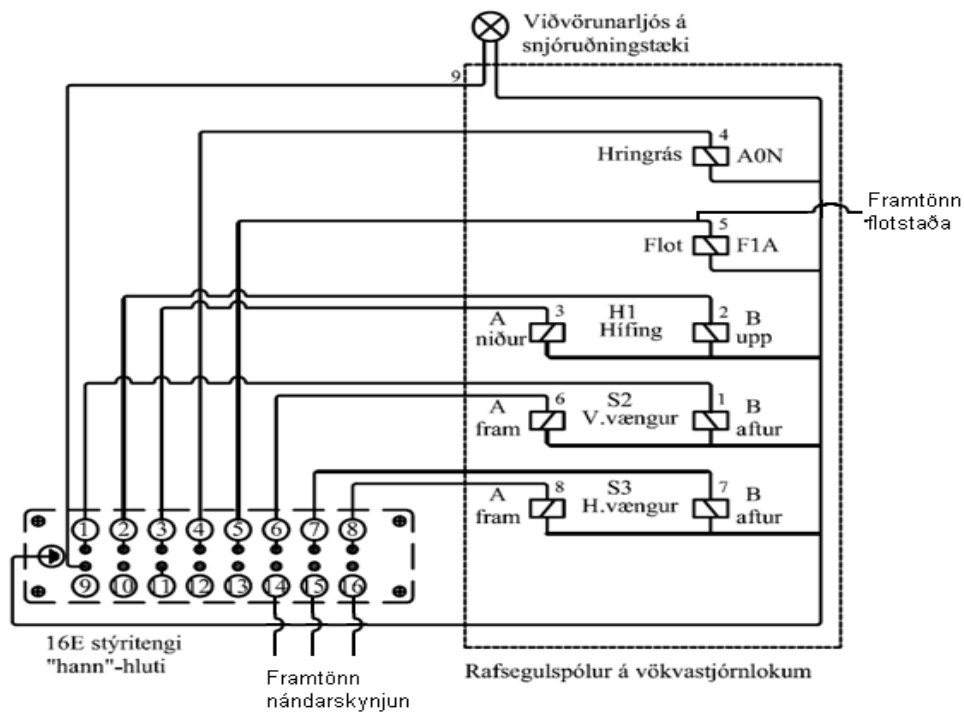 Viðvörunarljós á
snjóruðningstæki
9
4
Hringrás A0N
Framtönn
flotstaða
5
Flot F1A
A
niður
3
H1
Hífing
2
B
upp
A
fram
6
S2
V.vængur
1
B
aftur
A
fram
8
S3
H.vængur
7
B
aftur
1 2 3 4 5 6 7 8
9 10 11 12 13 14 15 16
16E stýritengi
"hann"-hluti
Framtönn
nándarskynjun
Rafsegulspólur á vökvastjórnlokum